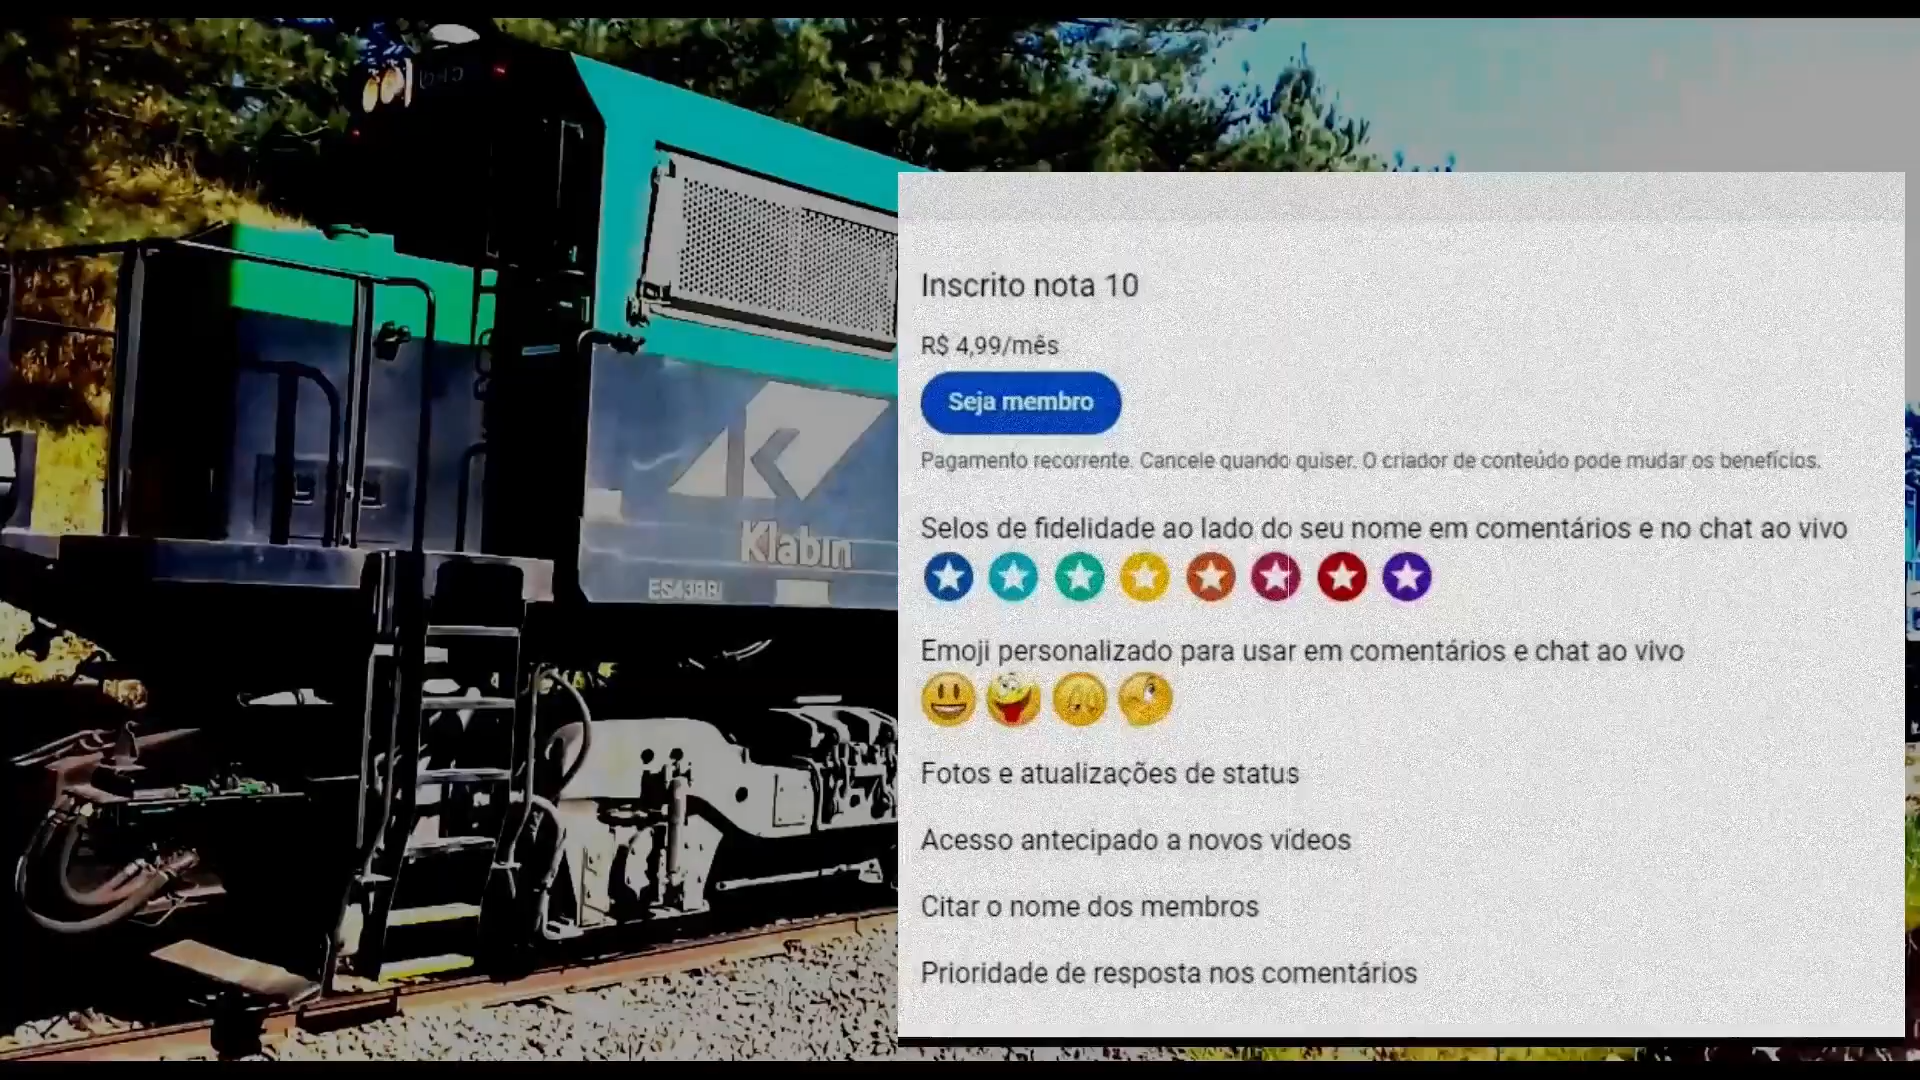 Klabin
Inscrito nota 10
R$ 4,99/mês
Seja membro
Pagamento recorrente. Cancele quando quiser. O criador de conteúdo pode mudar os benefícios.
Selos de fidelidade ao lado do seu nome em comentários e no chat ao vivo
Emoji personalizado para usar em comentários e chat ao vivo
Fotos e atualizações de status
Acesso antecipado a novos vídeos
Citar o nome dos membros
Prioridade de resposta nos comentários